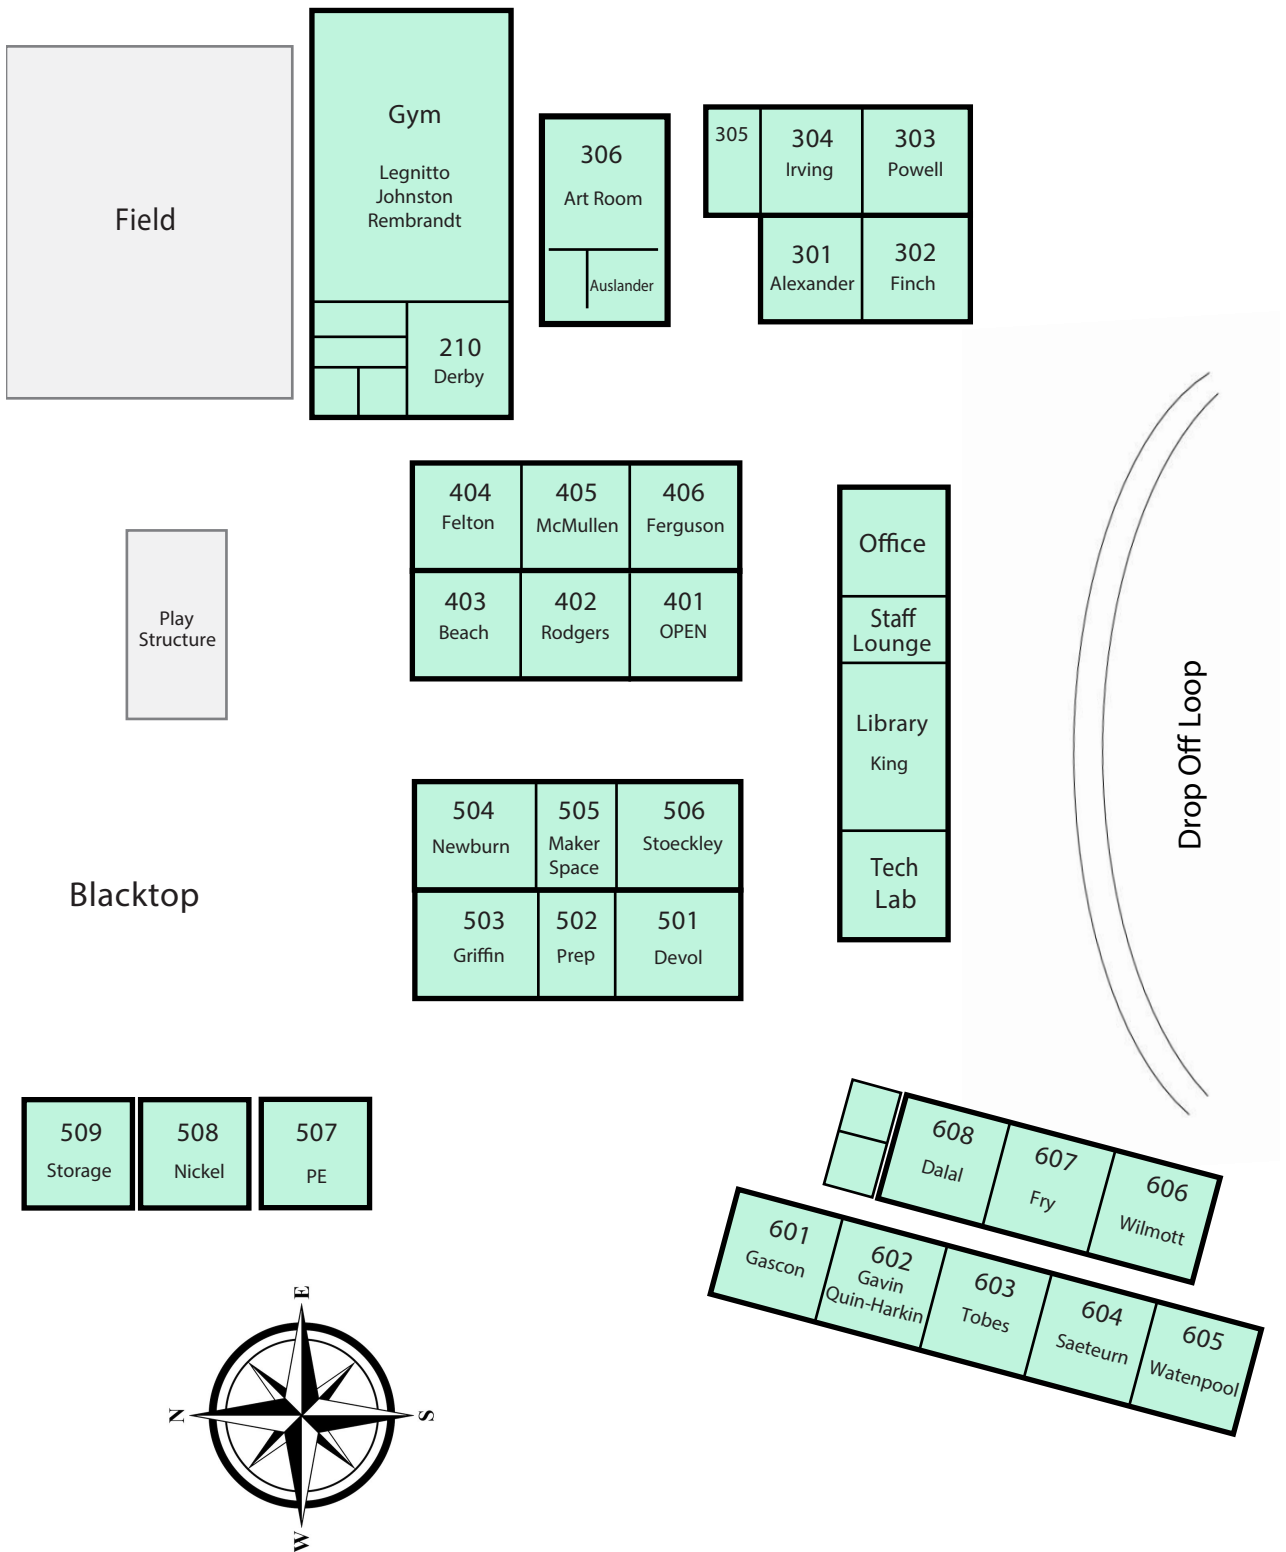 Field
Gym
Legnitto
Johnston
Rembrandt
210
Derby
306
Art Room
Auslander
305
304
Irving
303
Powell
301
Alexander
302
Finch
404
Felton
405
McMullen
406
Ferguson
403
Beach
402
Rodgers
401
OPEN
Office
Staff
Lounge
Library
King
Tech
Lab
Drop Off Loop
Play
Structure
Blacktop
504
Newburn
505
Maker
Space
506
Stoeckley
503
Griffin
502
Prep
501
Devol
509
Storage
508
Nickel
507
PE
608
Dalal
607
Fry
606
Wilmott
601
Gascon
602
Gavin
Quin-Harkin
603
Tobes
604
Saeteurn
605
Watenpool
E
N
S
W